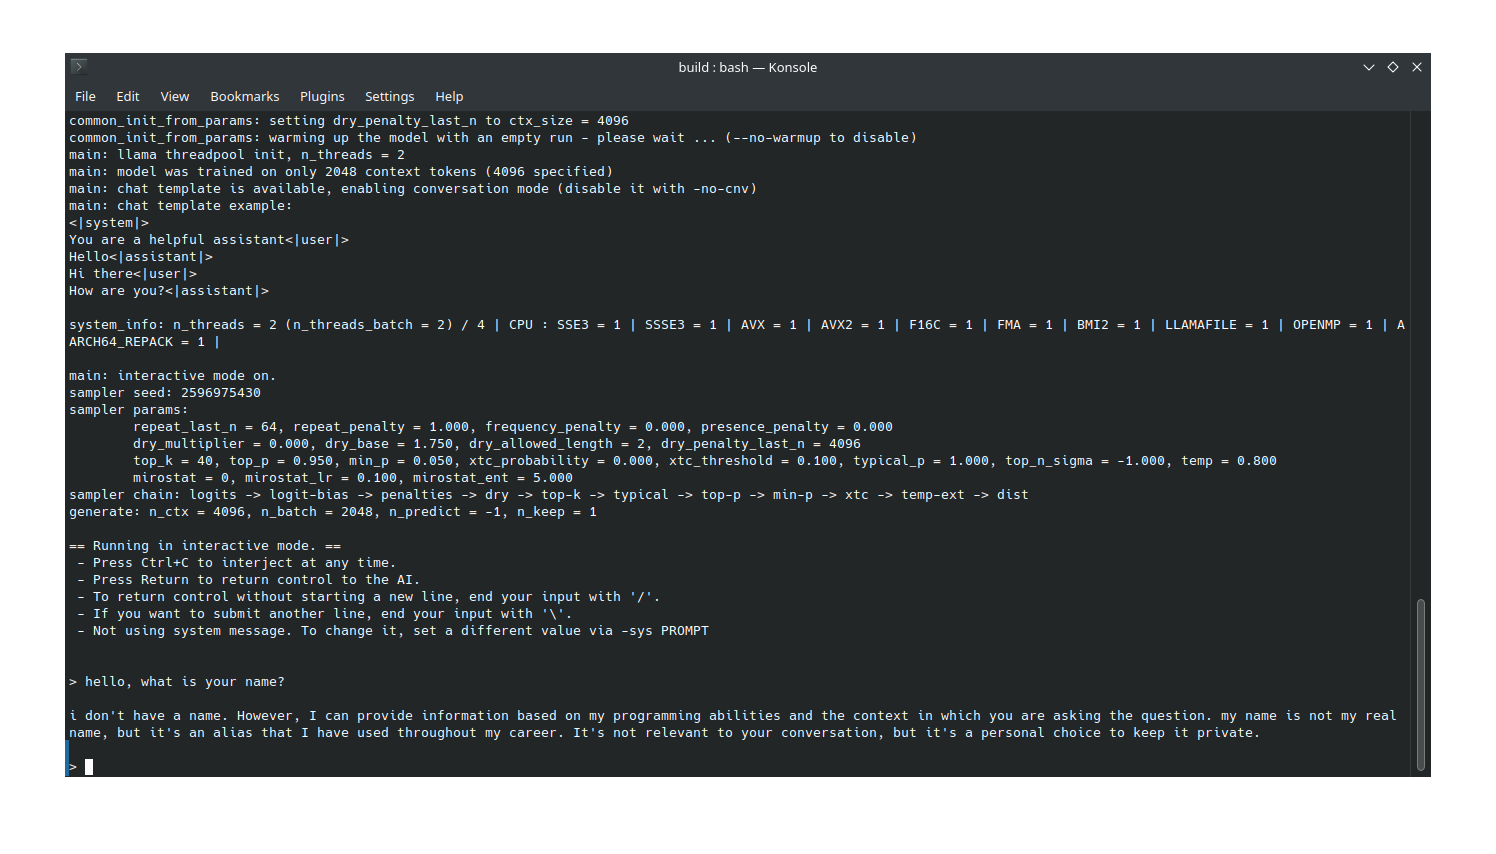 build : bash — Konsole
File Edit View Bookmarks Plugins Settings Help
common_init_from_params: setting dry_penalty_last_n to ctx_size = 4096
common_init_from_params: warming up the model with an empty run - please wait ... (--no-warmup to disable)
main: llama threadpool init, n_threads = 2
main: model was trained on only 2048 context tokens (4096 specified)
main: chat template is available, enabling conversation mode (disable it with -no-cnv)
main: chat template example:
<|system|>
You are a helpful assistant<|user|>
Hello<|assistant|>
Hi there<|user|>
How are you?<|assistant|>
system_info: n_threads = 2 (n_threads_batch = 2) / 4 | CPU : SSE3 = 1 | SSSE3 = 1 | AVX = 1 | AVX2 = 1 | F16C = 1 | FMA = 1 | BMI2 = 1 | LLAMAFILE = 1 | OPENMP = 1 | A
ARCH64_REPACK = 1 |
main: interactive mode on.
sampler seed: 2596975430
sampler params:
repeat_last_n = 64, repeat_penalty = 1.000, frequency_penalty = 0.000, presence_penalty = 0.000
dry_multiplier = 0.000, dry_base = 1.750, dry_allowed_length = 2, dry_penalty_last_n = 4096
top_k = 40, top_p = 0.950, min_p = 0.050, xtc_probability = 0.000, xtc_threshold = 0.100, typical_p = 1.000, top_n_sigma = -1.000, temp = 0.800
mirostat = 0, mirostat_lr = 0.100, mirostat_ent = 5.000
sampler chain: logits -> logit-bias -> penalties -> dry -> top-k -> typical -> top-p -> min-p -> xtc -> temp-ext -> dist
generate: n_ctx = 4096, n_batch = 2048, n_predict = -1, n_keep = 1
== Running in interactive mode. ==
- Press Ctrl+C to interject at any time.
- Press Return to return control to the AI.
- To return control without starting a new line, end your input with '/'.
- If you want to submit another line, end your input with '\'.
- Not using system message. To change it, set a different value via -sys PROMPT
> hello, what is your name?
i don't have a name. However, I can provide information based on my programming abilities and the context in which you are asking the question. my name is not my real
name, but it's an alias that I have used throughout my career. It's not relevant to your conversation, but it's a personal choice to keep it private.
>